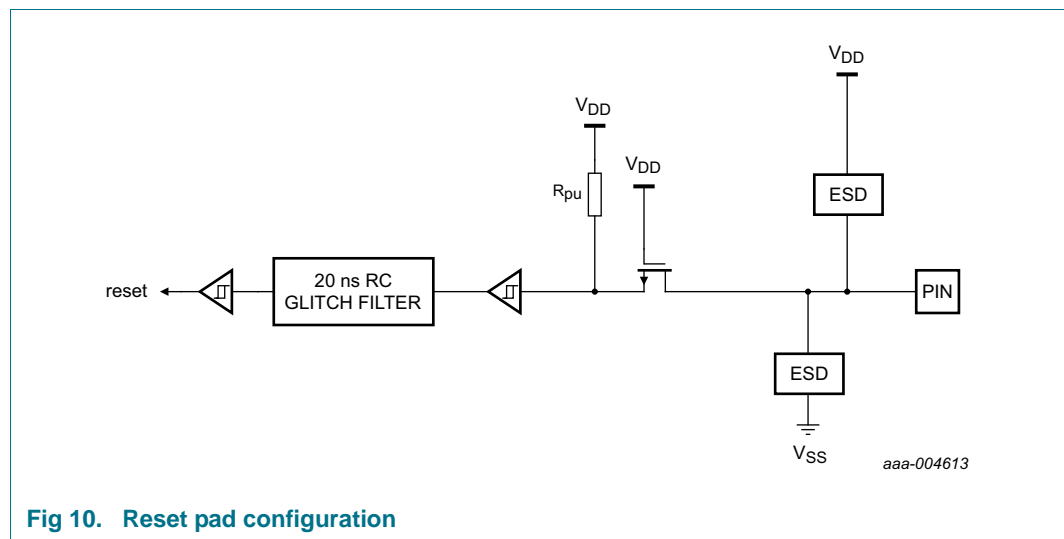 VDD
VDD
VDD
Rpu
ESD
reset
20 ns RC
GLITCH FILTER
PIN
ESD
VSS
aaa-004613
Fig 10. Reset pad configuration